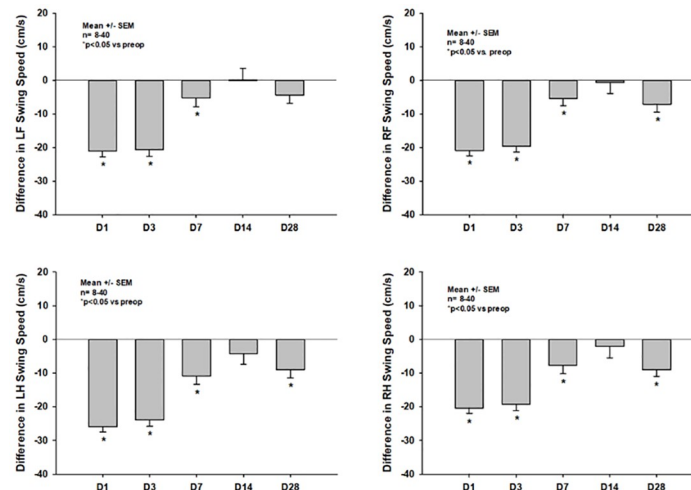 Difference in LF Swing Speed (cm/s)
20
10
0
-10
-20
-30
-40
Mean +/- SEM
n= 8-40
*p<0.05 vs preop
*
*
*
D1 D3 D7 D14 D28
Difference in RF Swing Speed (cm/s)
20
10
0
-10
-20
-30
-40
Mean +/- SEM
n= 8-40
*p<0.05 vs. preop
*
*
*
*
D1 D3 D7 D14 D28
Difference in LH Swing Speed (cm/s)
20
10
0
-10
-20
-30
-40
Mean +/- SEM
n= 8-40
*p<0.05 vs preop
*
*
*
*
D1 D3 D7 D14 D28
Difference in RH Swing Speed (cm/s)
20
10
0
-10
-20
-30
-40
Mean +/- SEM
n= 8-40
*p<0.05 vs preop
*
*
*
*
D1 D3 D7 D14 D28